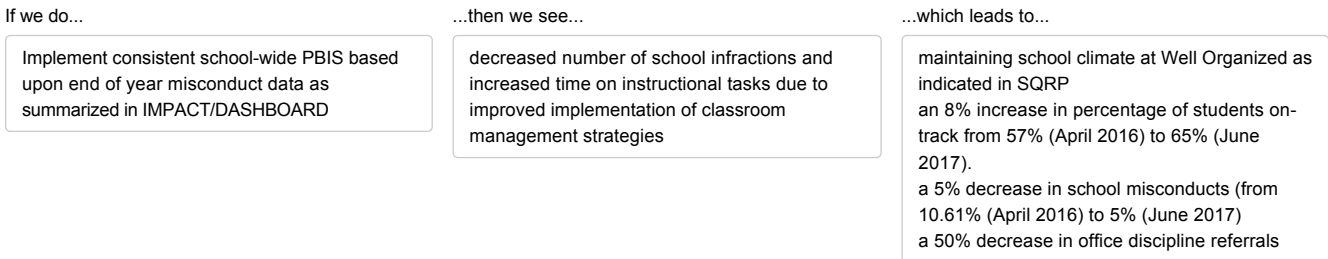 If we do...
...then we see...
...which leads to...
Implement consistent school-wide PBIS based
upon end of year misconduct data as
summarized in IMPACT/DASHBOARD
decreased number of school infractions and
increased time on instructional tasks due to
improved implementation of classroom
management strategies
maintaining school climate at Well Organized as
indicated in SQRP
an 8% increase in percentage of students on-
track from 57% (April 2016) to 65% (June
2017).
a 5% decrease in school misconducts (from
10.61% (April 2016) to 5% (June 2017)
a 50% decrease in office discipline referrals